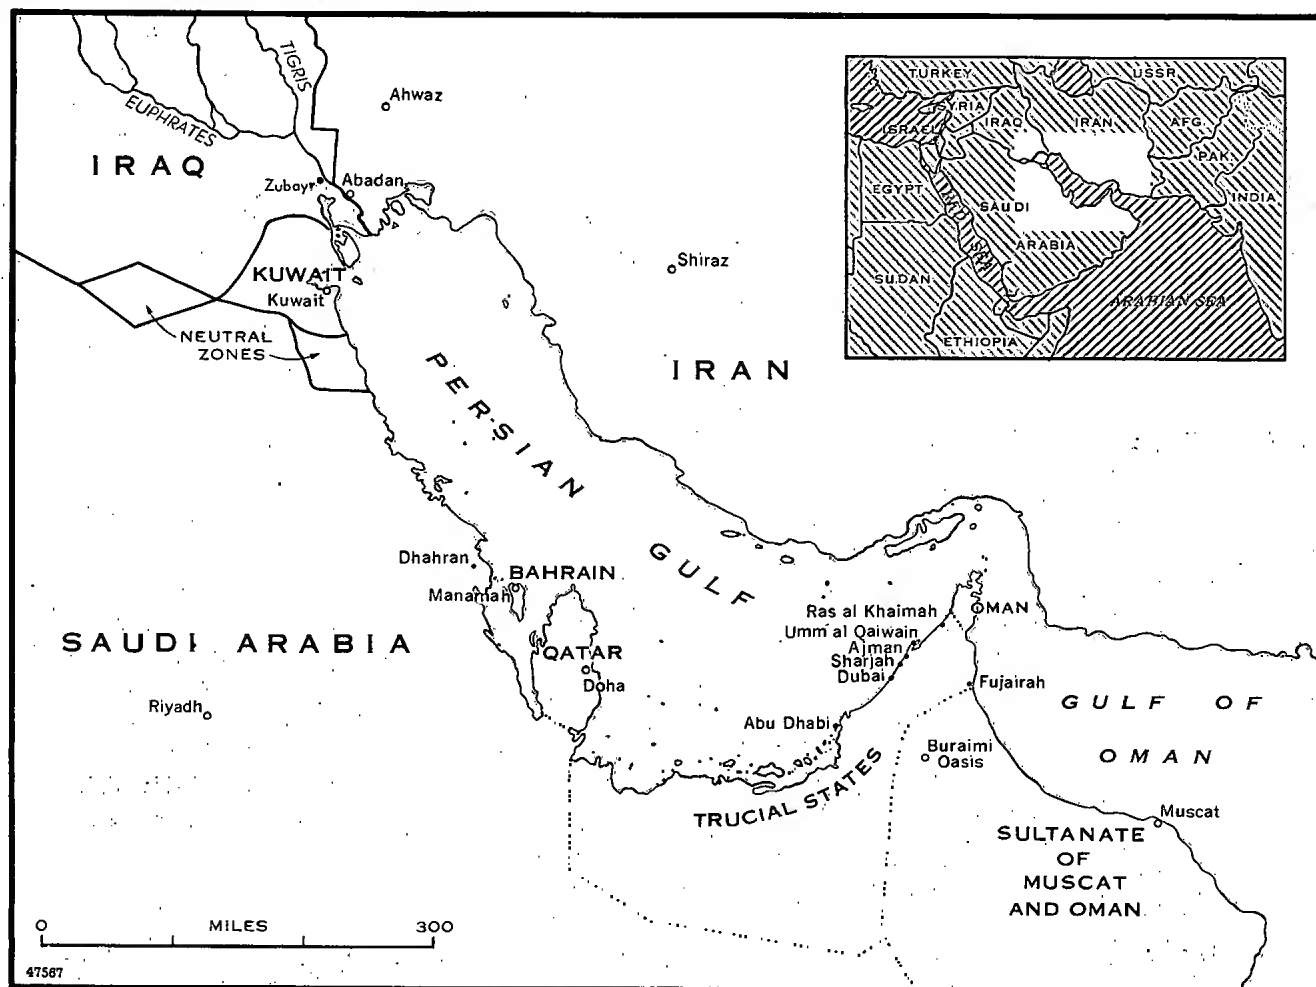 TIGRIS
Ahwaz
EUPHRATES
IRAQ
Zubayr
Abadan
KUWAIT
Kuwait
Shiraz
NEUTRAL
ZONES
IRAN
PERSIAN GULF
Dhahran
BAHRAIN
Manamah
SAUDI ARABIA
QATAR
Doha
Riyadh
Ras al Khaimah
OMAN
Umm al Qaiwain
Ajman
Sharjah
Dubai
Fujairah
GULF OF
OMAN
Abu Dhabi
Buraimi
Oasis
TRUCIAL STATES
Muscat
SULTANATE
OF
MUSCAT
AND OMAN
0 MILES 300
47567
TURKEY
USSR
SYRIA
ISRAEL
IRAQ
IRAN
AFG.
PAK.
EGYPT
RED SEA
SAUDI
ARABIA
INDIA
SUDAN
ARABIAN SEA
ETHIOPIA